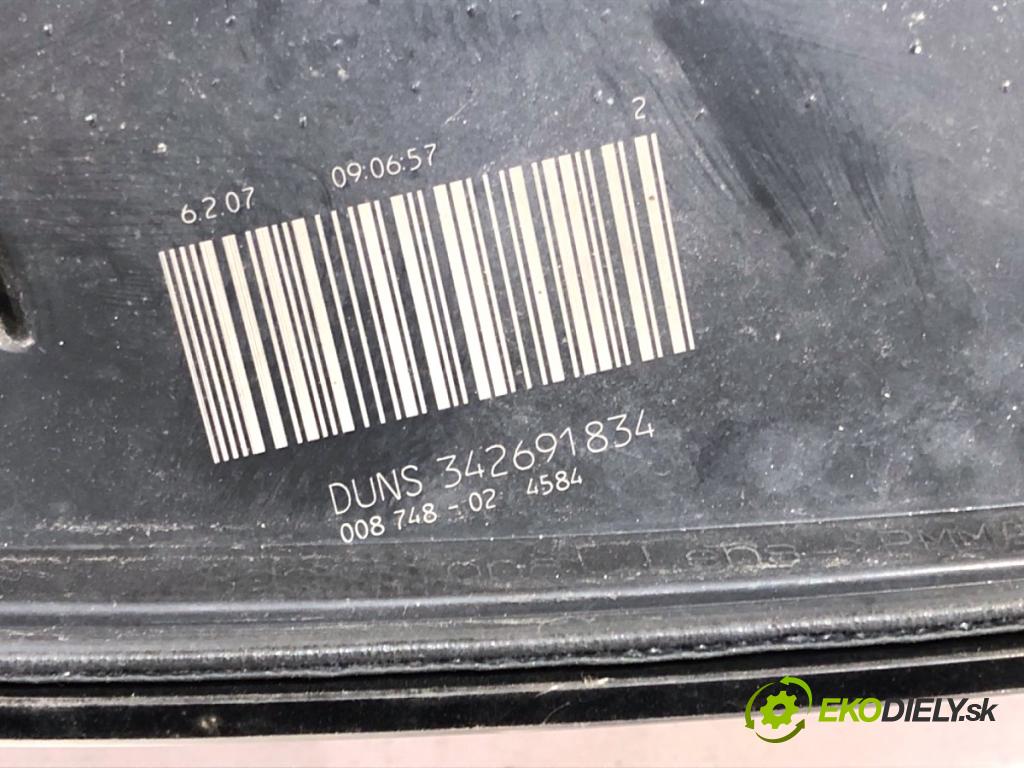 6.2.07 09:06:57 2
DUNS 342691834
008 748 - 02 4584
EKODIELY.sk